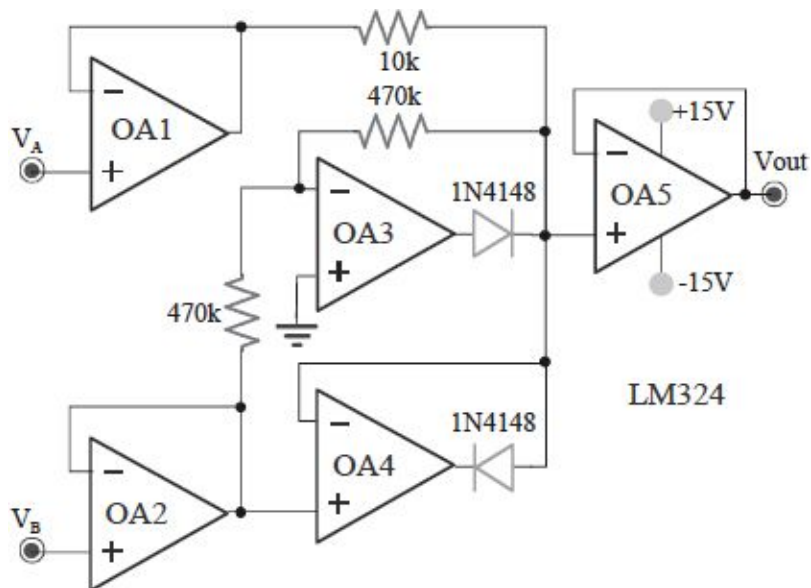 10k
470k
V_A
OA1
+15V
Vout
1N4148
OA3
OA5
-15V
470k
LM324
1N4148
OA4
V_B
OA2